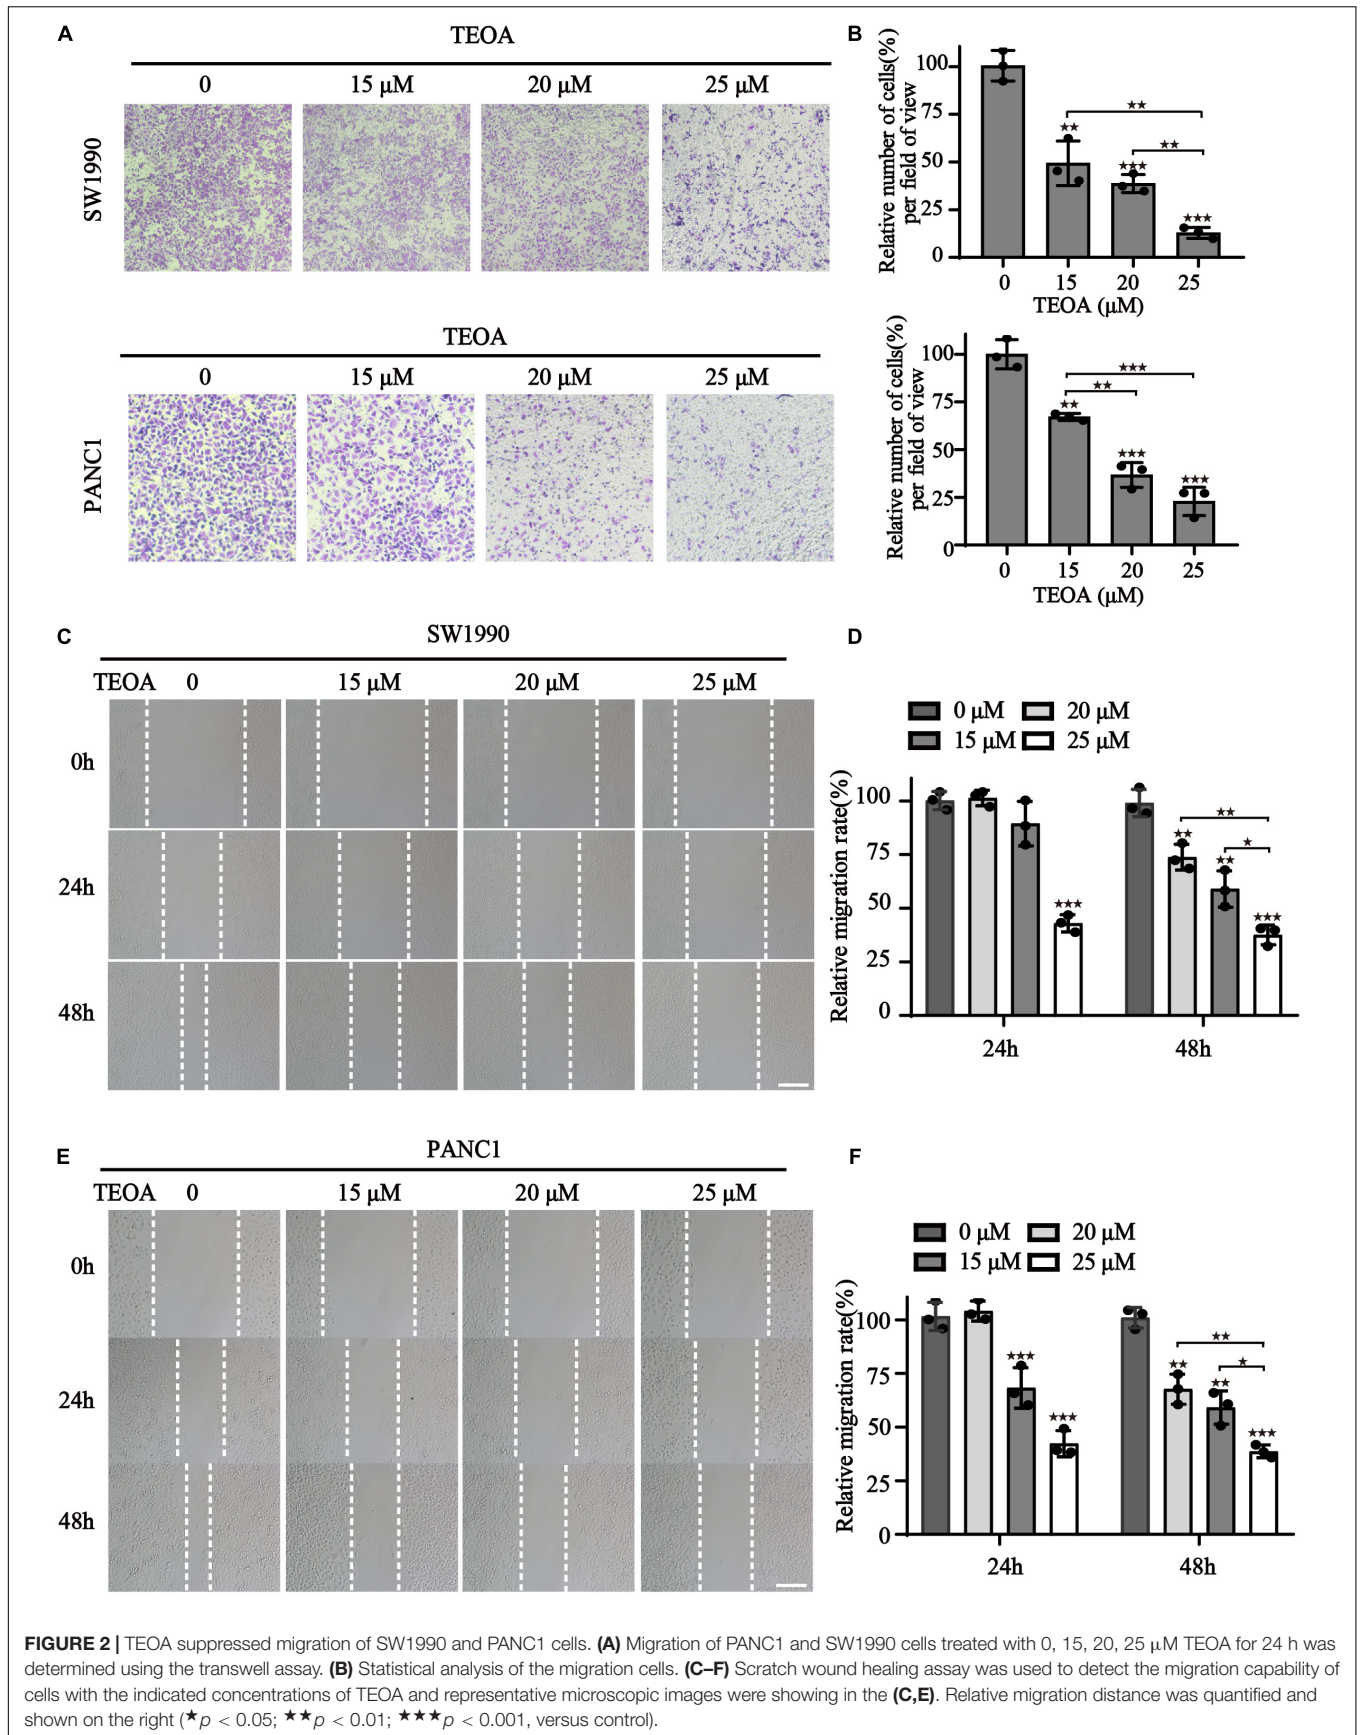 A
TEOA
0 15 μM 20 μM 25 μM
SW1990
TEOA
0 15 μM 20 μM 25 μM
PANC1
B
Relative number of cells(%)
per field of view
100
75
50
25
0
★★
★★★
★★★
★★
★★
0 15 20 25
TEOA (μM)
Relative number of cells(%)
per field of view
100
75
50
25
0
★★
★★★
★★★
★★
★★★
0 15 20 25
TEOA (μM)
C
SW1990
TEOA 0 15 μM 20 μM 25 μM
0h
24h
48h
D
0 μM 20 μM
15 μM 25 μM
Relative migration rate(%)
100
75
50
25
0
★★★
★★
★★
★★★
★★
★
24h 48h
E
PANC1
TEOA 0 15 μM 20 μM 25 μM
0h
24h
48h
F
0 μM 20 μM
15 μM 25 μM
Relative migration rate(%)
100
75
50
25
0
★★★
★★★
★★
★★
★★★
★★
★
24h 48h
FIGURE 2 | TEOA suppressed migration of SW1990 and PANC1 cells. (A) Migration of PANC1 and SW1990 cells treated with 0, 15, 20, 25 μM TEOA for 24 h was
determined using the transwell assay. (B) Statistical analysis of the migration cells. (C–F) Scratch wound healing assay was used to detect the migration capability of
cells with the indicated concentrations of TEOA and representative microscopic images were showing in the (C,E). Relative migration distance was quantified and
shown on the right (★p < 0.05; ★★p < 0.01; ★★★p < 0.001, versus control).